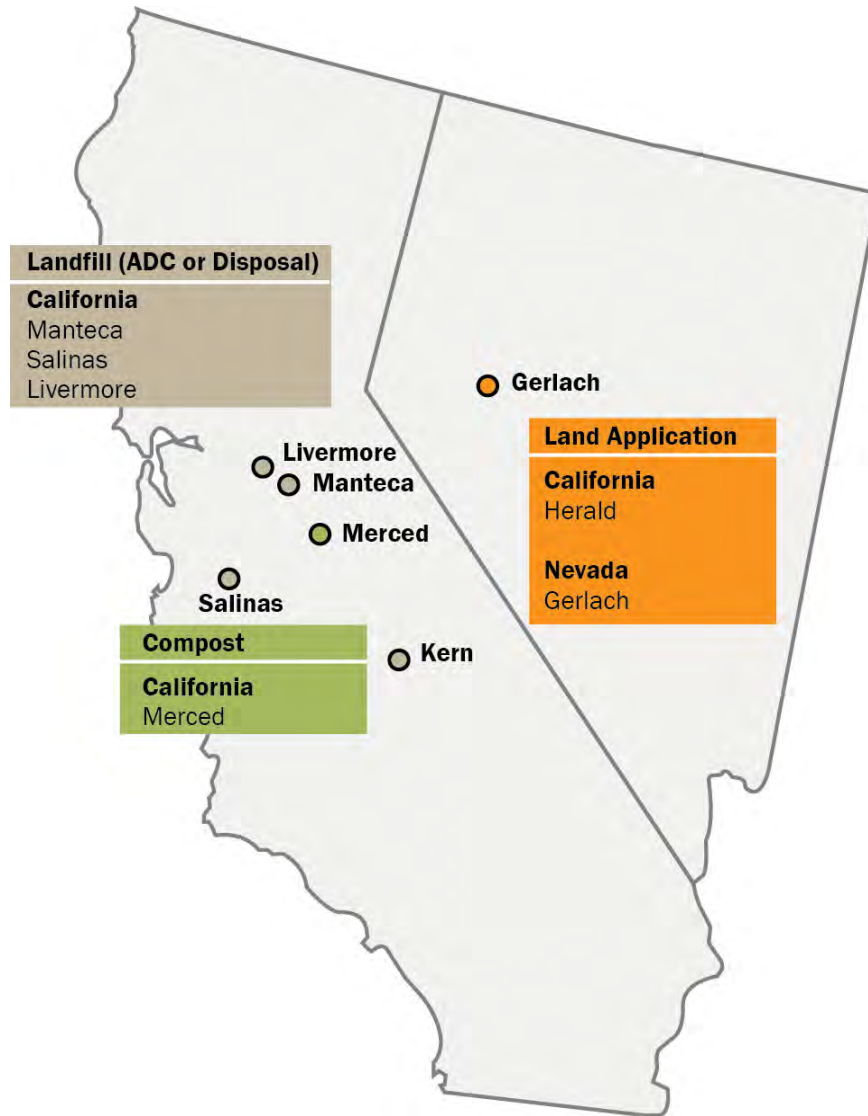 Landfill (ADC or Disposal)
California
Manteca
Salinas
Livermore
Gerlach
Land Application
California
Herald
Nevada
Gerlach
Livermore
Manteca
Merced
Salinas
Kern
Compost
California
Merced